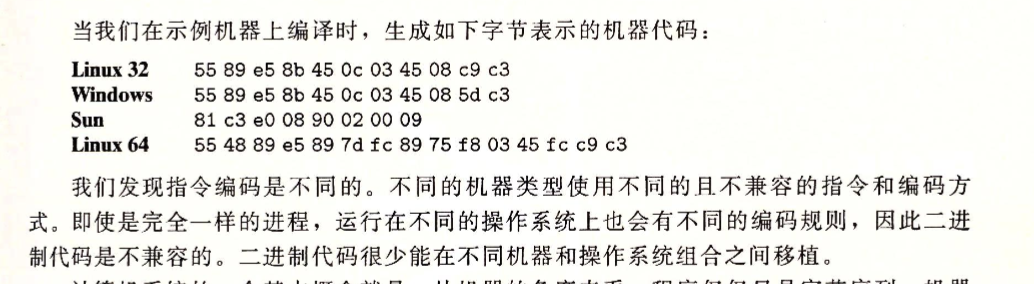 当我们在示例机器上编译时，生成如下字节表示的机器代码：
Linux 32 55 89 e5 8b 45 0c 03 45 08 c9 c3
Windows 55 89 e5 8b 45 0c 03 45 08 5d c3
Sun 81 c3 e0 08 90 02 00 09
Linux 64 55 48 89 e5 89 7d fc 89 75 f8 03 45 fc c9 c3
我们发现指令编码是不同的。不同的机器类型使用不同的且不兼容的指令和编码方
式。即使是完全一样的进程，运行在不同的操作系统上也会有不同的编码规则，因此二进
制代码是不兼容的。二进制代码很少能在不同机器和操作系统组合之间移植。